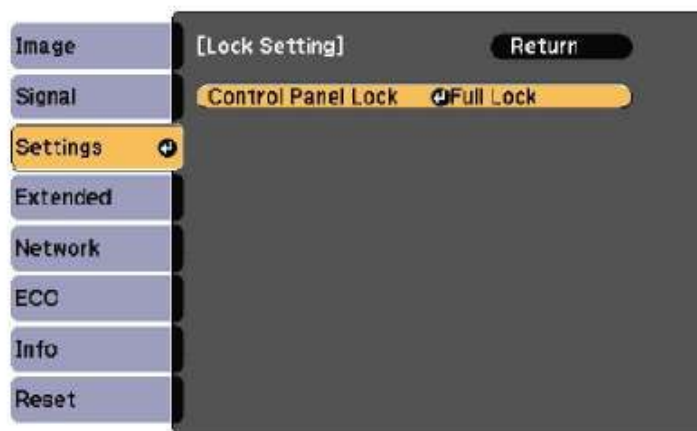 Image
Signal
Settings
Extended
Network
ECO
Info
Reset
[Lock Setting] Return
Control Panel Lock Full Lock